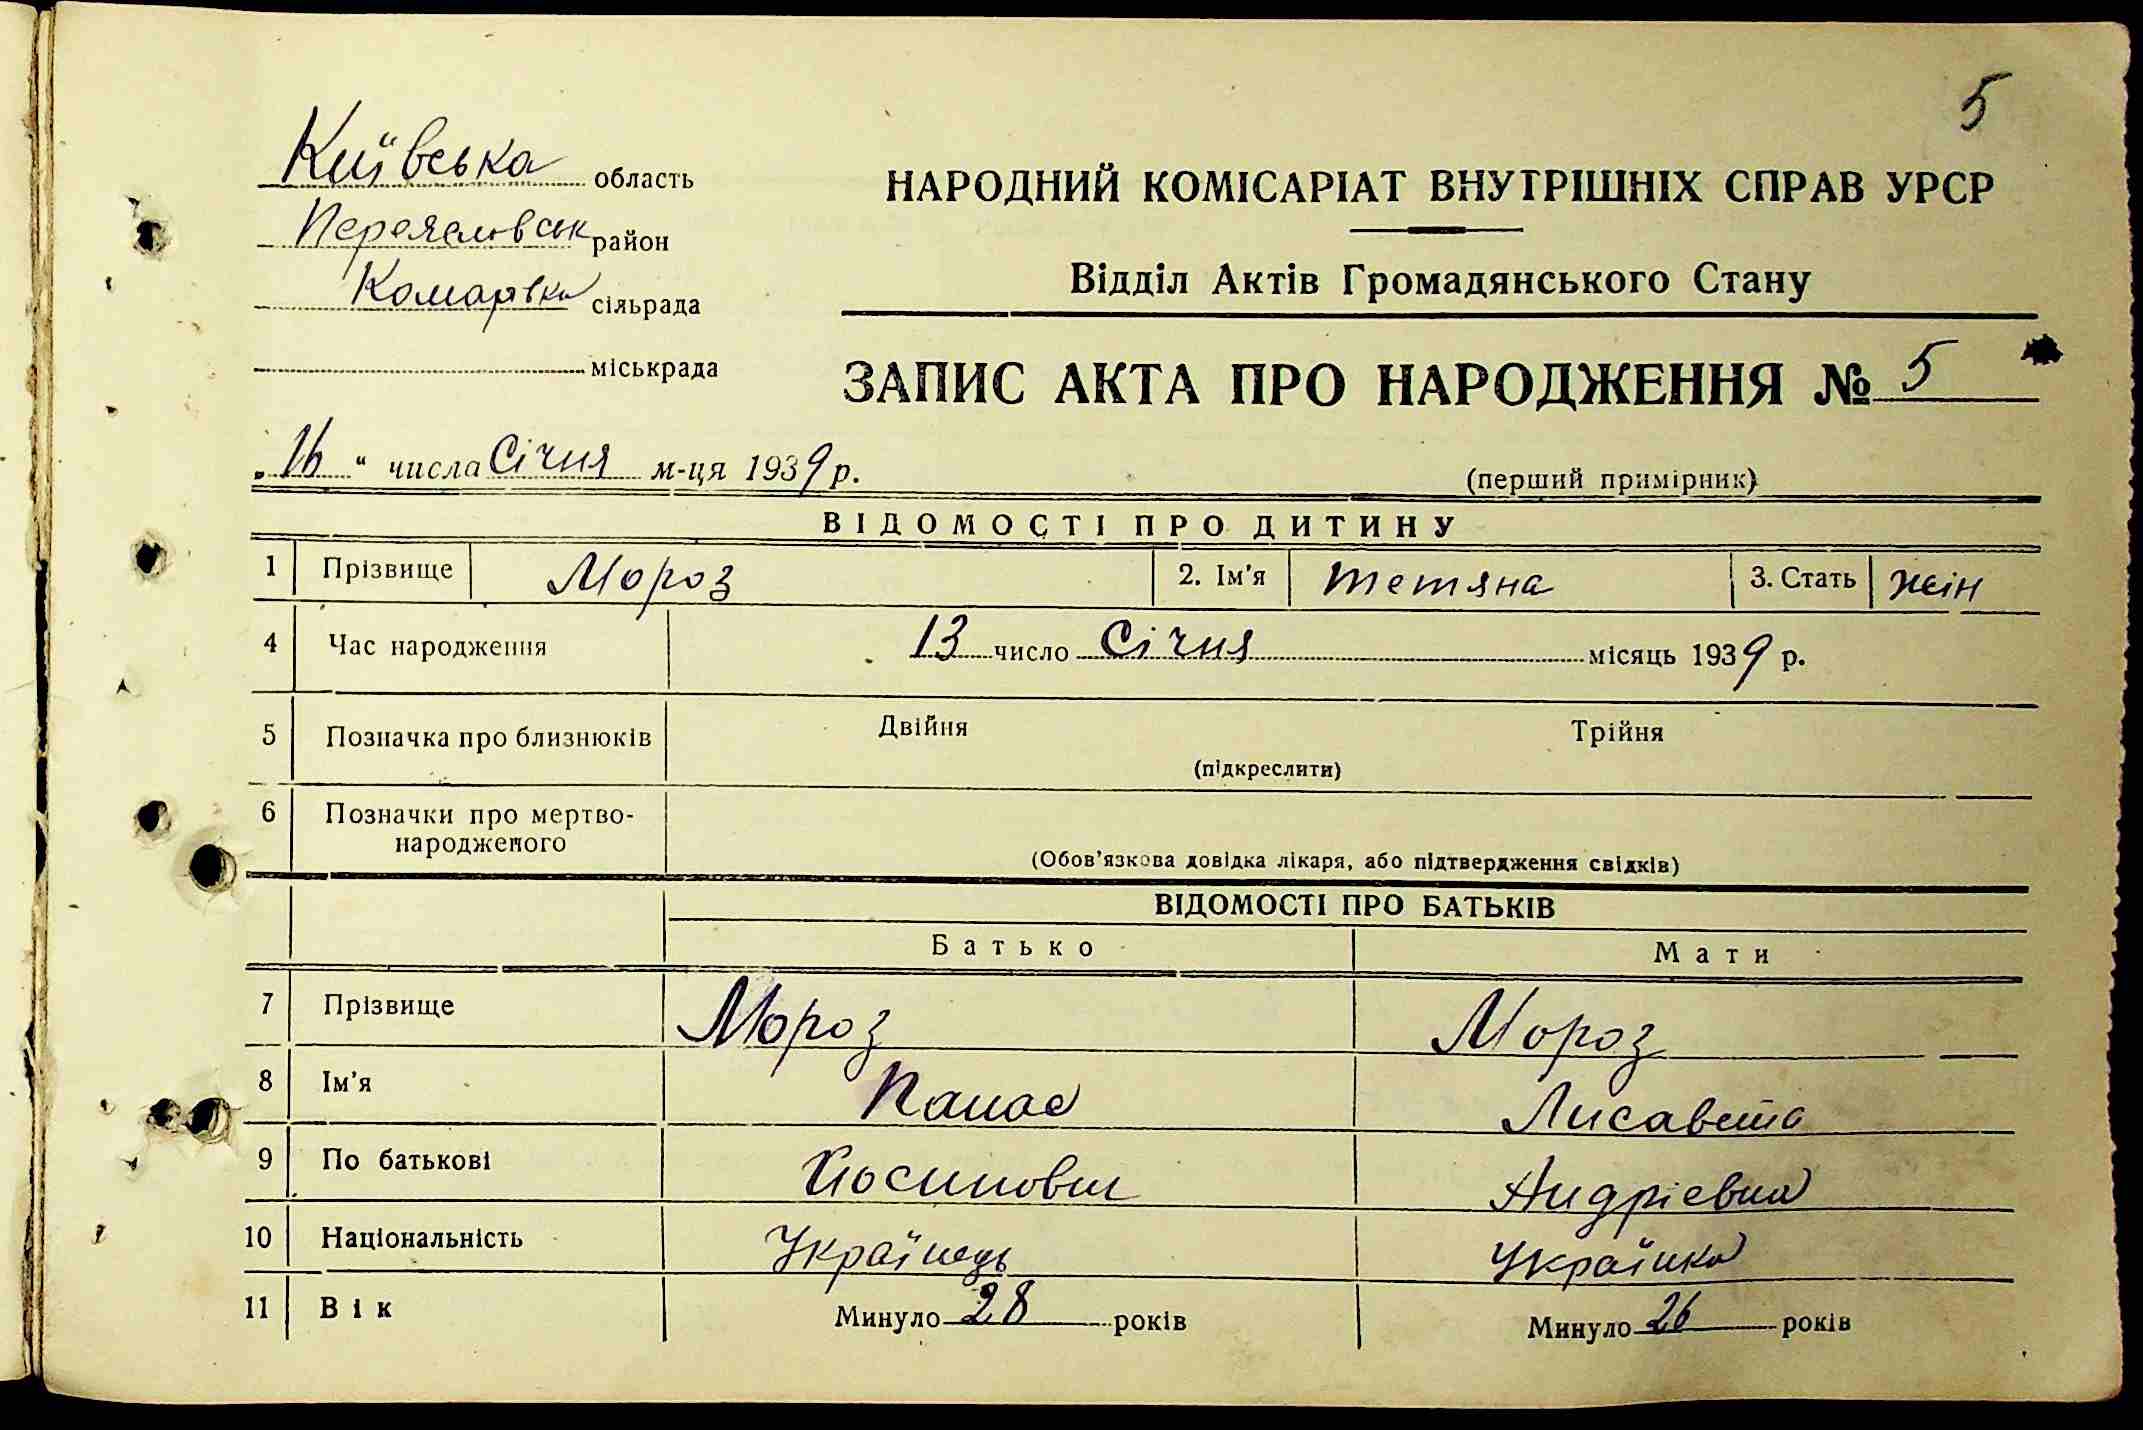 5
Київська область
Переяславськ район
Комарівка сільрада
міськрада
НАРОДНИЙ КОМІСАРІАТ ВНУТРІШНІХ СПРАВ УРСР
Відділ Актів Громадянського Стану
ЗАПИС АКТА ПРО НАРОДЖЕННЯ № 5
„16“ числа Січня м-ця 1939 р.
(перший примірник)
ВІДОМОСТІ ПРО ДИТИНУ
1 Прізвище Мороз 2. Ім'я Тетяна 3. Стать жін
4 Час народження 13 число Січня місяць 1939 р.
5 Позначка про близнюків Двійня Трійня
(підкреслити)
6 Позначки про мертво-
народженого
(Обов'язкова довідка лікаря, або підтвердження свідків)
ВІДОМОСТІ ПРО БАТЬКІВ
Батько Мати
7 Прізвище Мороз Мороз
8 Ім'я Панас Лисавета
9 По батькові Йосипович Андрієвна
10 Національність Українець Українка
11 Вік Минуло 28 років Минуло 26 років